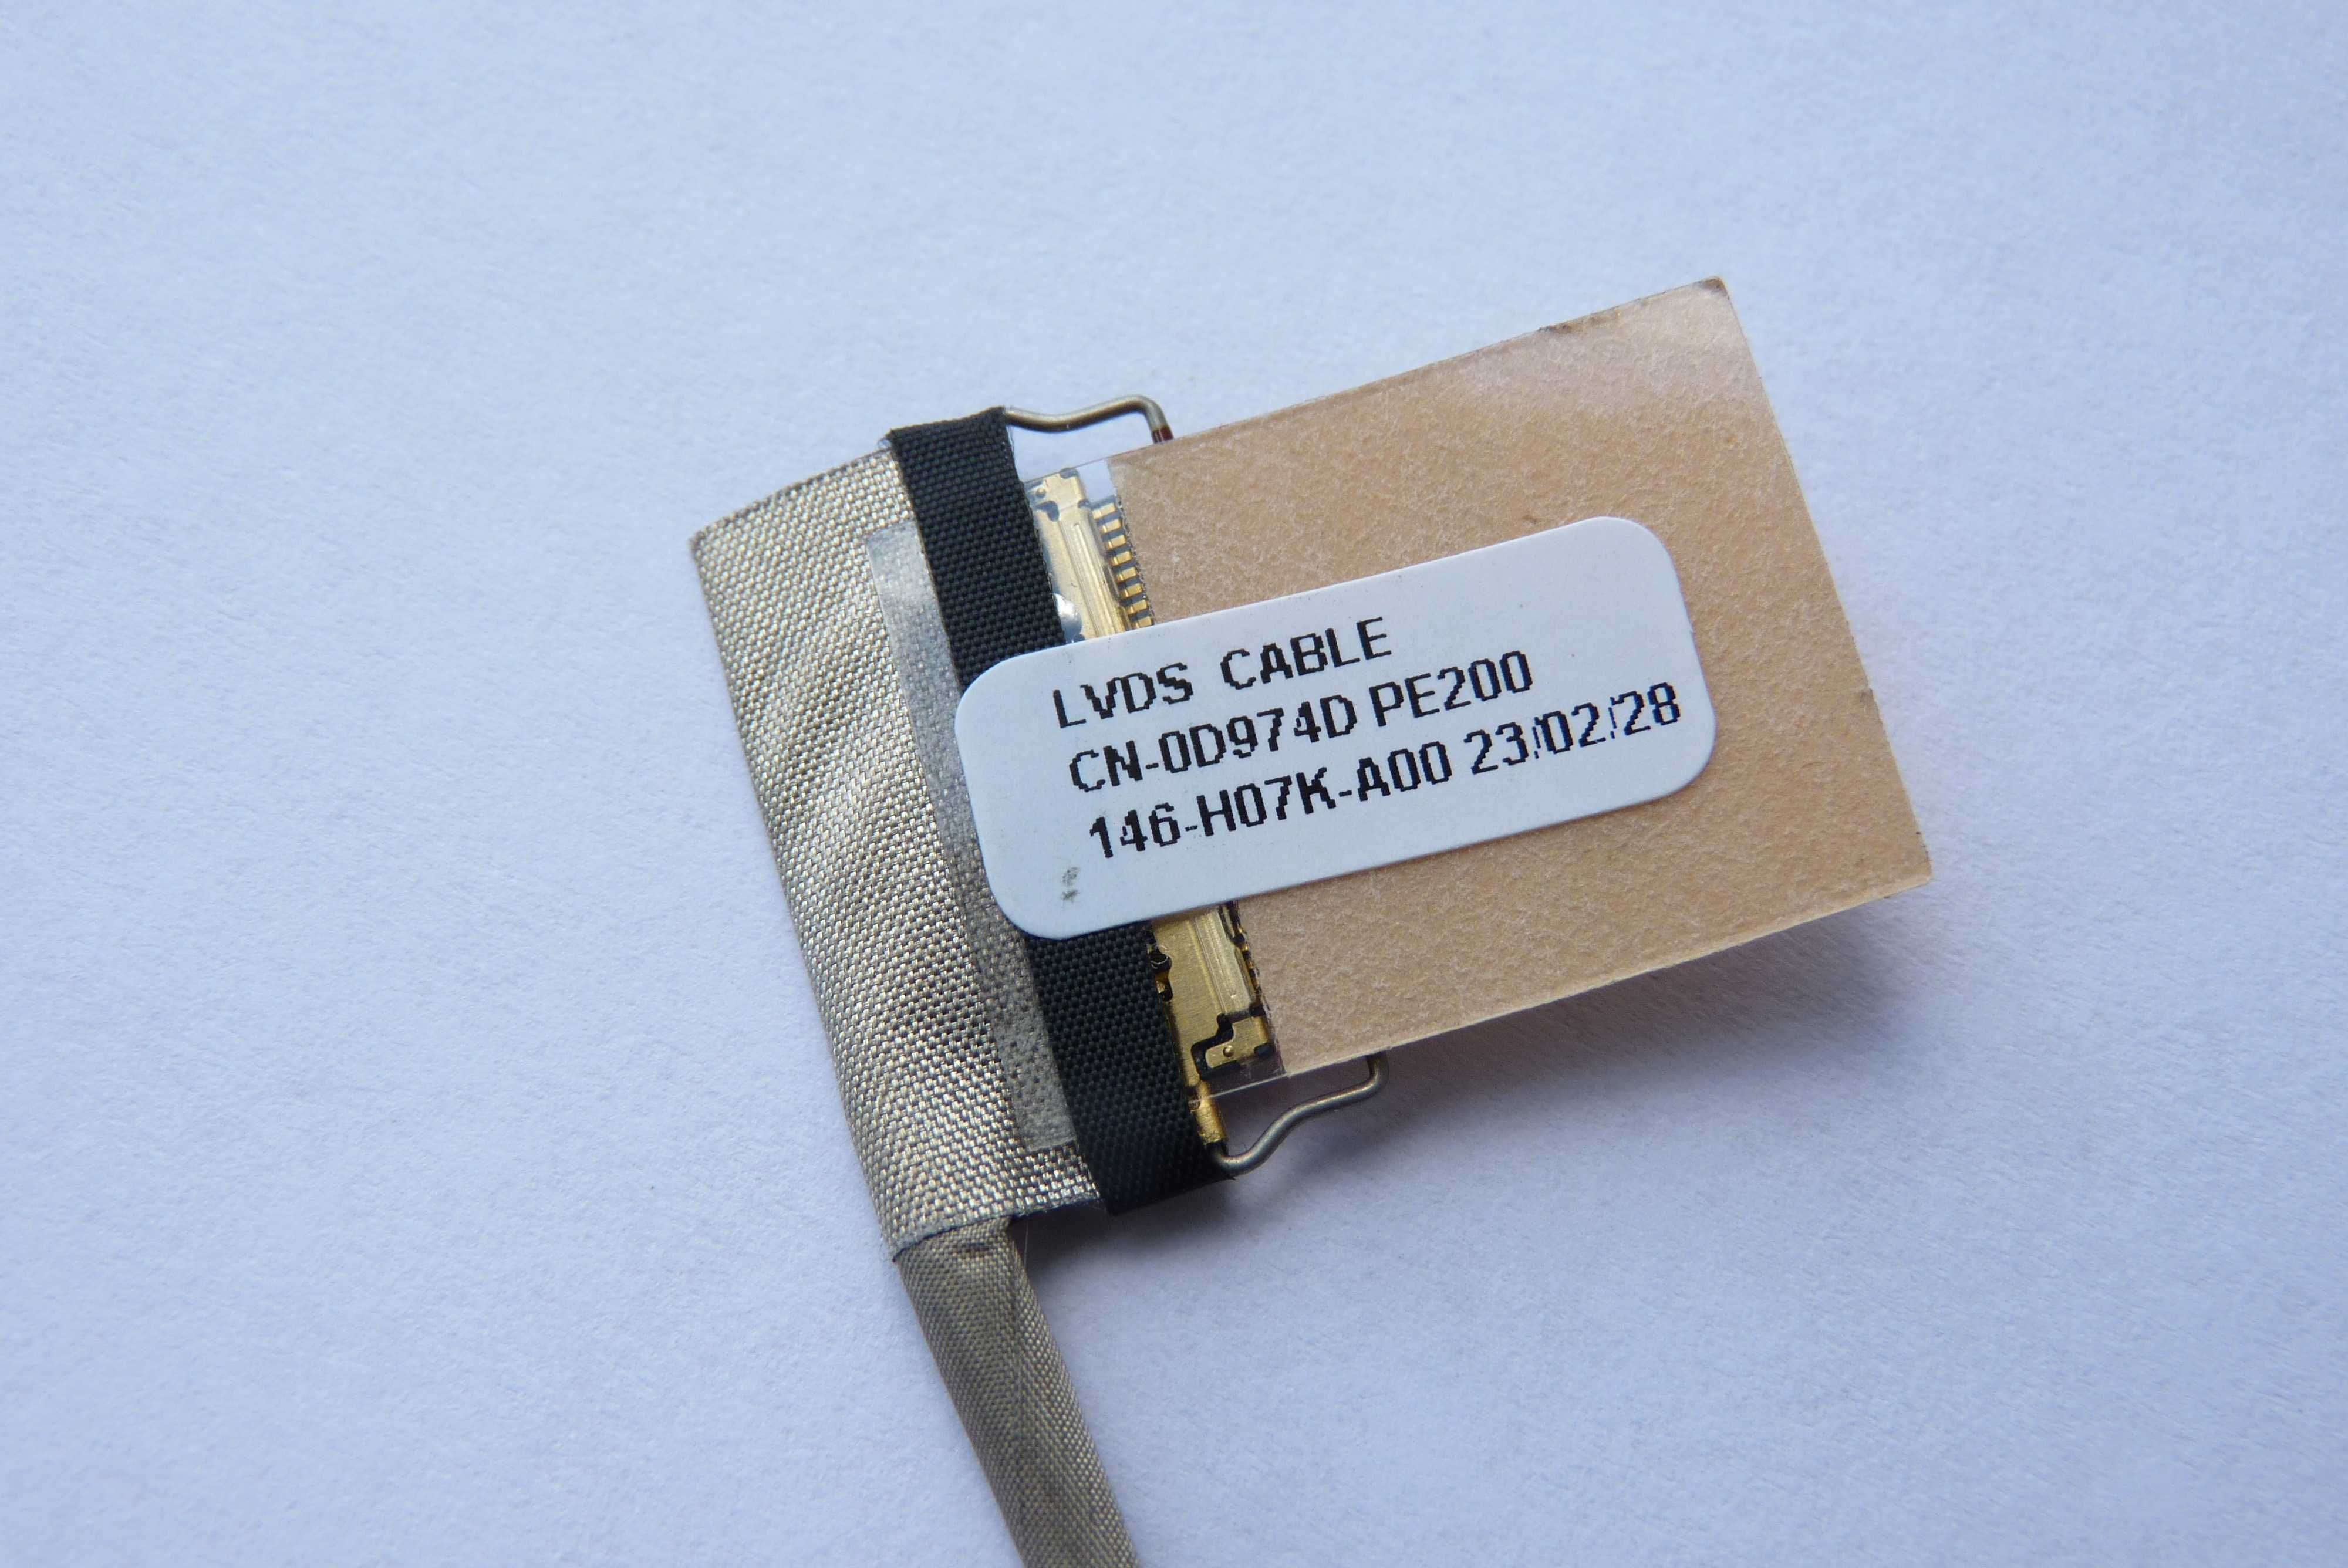 LVDS CABLE
CN-0D974D PE200
146-H07K-A00 23/02/28